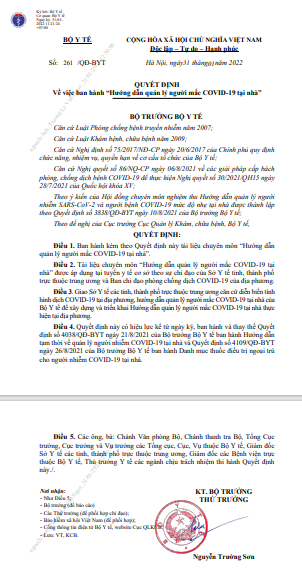 Ký bởi: Bộ Y tế
Cơ quan: Bộ Y tế
Ngày ký: 31-01-
2022 11:21:24
+07:00
BỘ Y TẾ
CỘNG HÒA XÃ HỘI CHỦ NGHĨA VIỆT NAM
Độc lập – Tự do – Hạnh phúc
Số: 261 /QĐ-BYT
Hà Nội, ngày31 tháng01 năm2022
QUYẾT ĐỊNH
Về việc ban hành “Hướng dẫn quản lý người mắc COVID-19 tại nhà”
BỘ TRƯỞNG BỘ Y TẾ
Căn cứ Luật Phòng chống bệnh truyền nhiễm năm 2007;
Căn cứ Luật Khám bệnh, chữa bệnh năm 2009;
Căn cứ Nghị định số 75/2017/NĐ-CP ngày 20/6/2017 của Chính phủ quy định
chức năng, nhiệm vụ, quyền hạn và cơ cấu tổ chức của Bộ Y tế;
Căn cứ Nghị quyết số 86/NQ-CP ngày 06/8/2021 về các giải pháp cấp bách
phòng, chống dịch bệnh COVID-19 để thực hiện Nghị quyết số 30/2021/QH15 ngày
28/7/2021 của Quốc hội khóa XV;
Theo ý kiến của Hội đồng chuyên môn nghiệm thu Hướng dẫn quản lý người
nhiễm SARS-CoV-2 và người bệnh COVID-19 mức độ nhẹ tại nhà được thành lập
theo Quyết định số 3838/QĐ-BYT ngày 10/8/2021 của Bộ trưởng Bộ Y tế;
Theo đề nghị của Cục trưởng Cục Quản lý Khám, chữa bệnh, Bộ Y tế,
QUYẾT ĐỊNH:
Điều 1. Ban hành kèm theo Quyết định này tài liệu chuyên môn “Hướng dẫn
quản lý người mắc COVID-19 tại nhà”.
Điều 2. Tài liệu chuyên môn “Hướng dẫn quản lý người mắc COVID-19 tại
nhà” được áp dụng tại tuyến y tế cơ sở theo sự chỉ đạo của Sở Y tế tỉnh, thành phố
trực thuộc trung ương và Ban chỉ đạo phòng chống dịch COVID-19 của địa phương.
Điều 3. Giao Sở Y tế các tỉnh, thành phố trực thuộc trung ương căn cứ diễn biến tình
hình dịch COVID-19 tại địa phương, hướng dẫn quản lý người mắc COVID-19 tại nhà của
Bộ Y tế để xây dựng và triển khai Hướng dẫn quản lý người mắc COVID-19 tại nhà thực
hiện tại địa phương.
Điều 4. Quyết định này có hiệu lực kể từ ngày ký, ban hành và thay thế Quyết
định số 4038/QĐ-BYT ngày 21/8/2021 của Bộ trưởng Bộ Y tế ban hành Hướng dẫn
tạm thời về quản lý người nhiễm COVID-19 tại nhà và Quyết định số 4109/QĐ-BYT
ngày 26/8/2021 của Bộ trưởng Bộ Y tế ban hành Danh mục thuốc điều trị ngoại trú
cho người nhiễm COVID-19 tại nhà.
Điều 5. Các ông, bà: Chánh Văn phòng Bộ, Chánh thanh tra Bộ, Tổng Cục
trưởng, Cục trưởng và Vụ trưởng các Tổng cục, Cục, Vụ thuộc Bộ Y tế, Giám đốc
Sở Y tế các tỉnh, thành phố trực thuộc trung ương, Giám đốc các Bệnh viện trực
thuộc Bộ Y tế, Thủ trưởng Y tế các ngành chịu trách nhiệm thi hành Quyết định
này./.
Nơi nhận:
- Như Điều 5;
- Bộ trưởng (để báo cáo)
- Các Thứ trưởng (để phối hợp chỉ đạo);
- Bảo hiểm xã hội Việt Nam (để phối hợp);
- Cổng thông tin điện tử Bộ Y tế, website Cục QLKCB;
- Lưu: VT, KCB.
KT. BỘ TRƯỞNG
THỨ TRƯỞNG
Nguyễn Trường Sơn